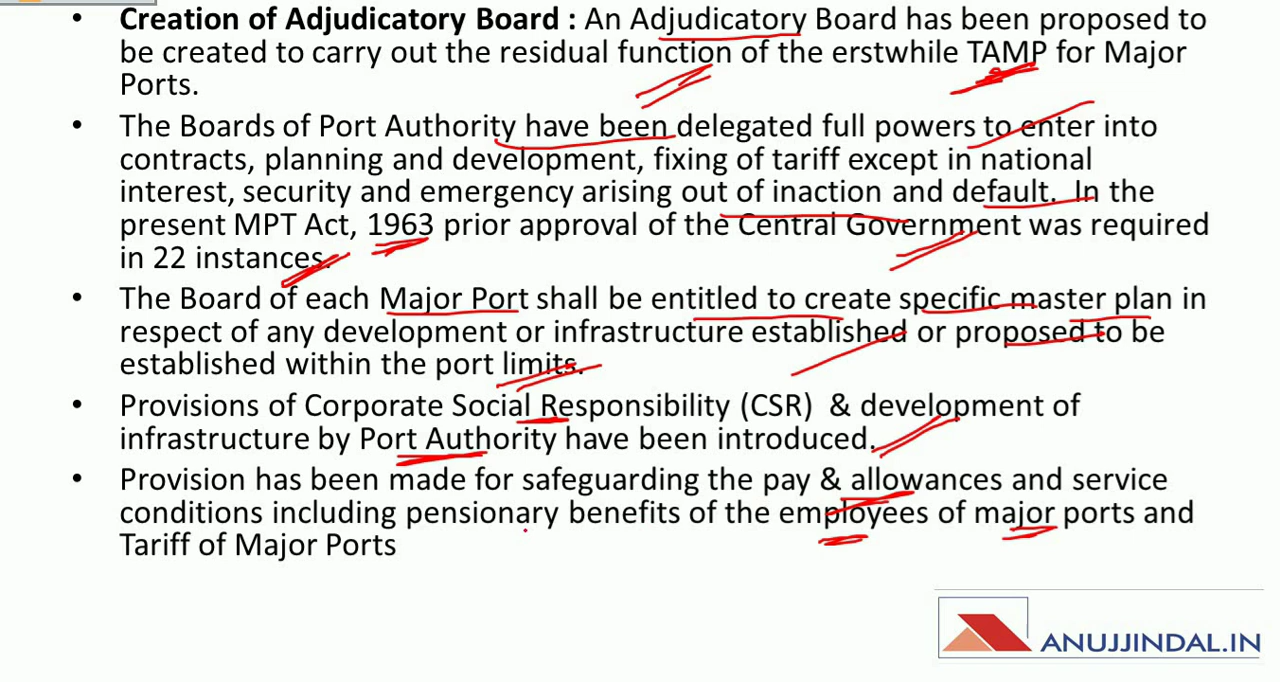 • Creation of Adjudicatory Board : An Adjudicatory Board has been proposed to
be created to carry out the residual function of the erstwhile TAMP for Major
Ports.
• The Boards of Port Authority have been delegated full powers to enter into
contracts, planning and development, fixing of tariff except in national
interest, security and emergency arising out of inaction and default. In the
present MPT Act, 1963 prior approval of the Central Government was required
in 22 instances.
• The Board of each Major Port shall be entitled to create specific master plan in
respect of any development or infrastructure established or proposed to be
established within the port limits.
• Provisions of Corporate Social Responsibility (CSR) & development of
infrastructure by Port Authority have been introduced.
• Provision has been made for safeguarding the pay & allowances and service
conditions including pensionary benefits of the employees of major ports and
Tariff of Major Ports
ANUJJINDAL.IN